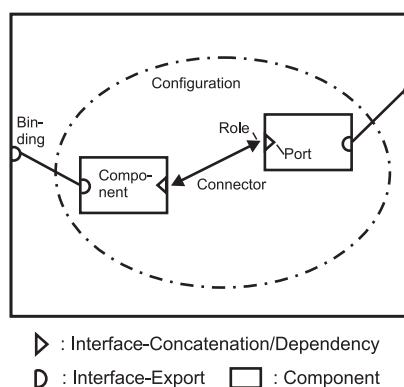 Configuration
Bin-
ding
Role
Port
Compo-
nent
Connector
: Interface-Concatenation/Dependency
: Interface-Export
: Component